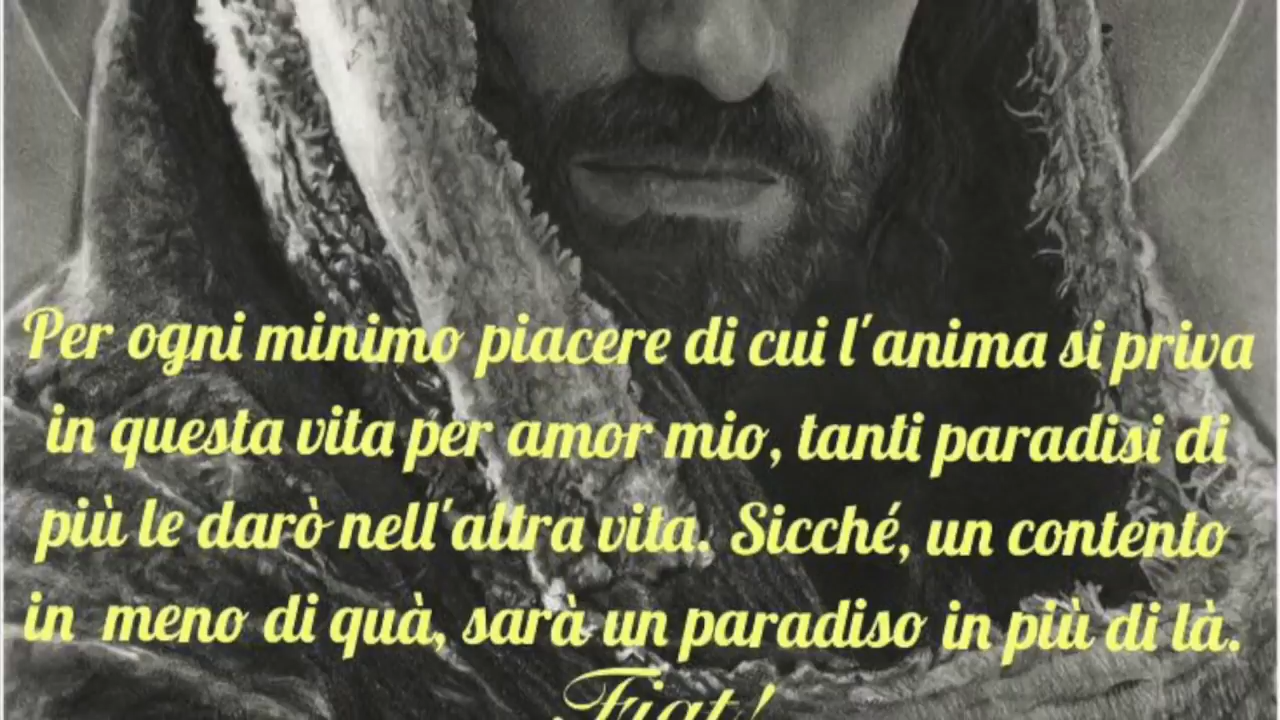 Per ogni minimo piacere di cui l'anima si priva
in questa vita per amor mio, tanti paradisi di
più le darò nell'altra vita. Sicché, un contento
in meno di quà, sarà un paradiso in più di là.
Fiat!